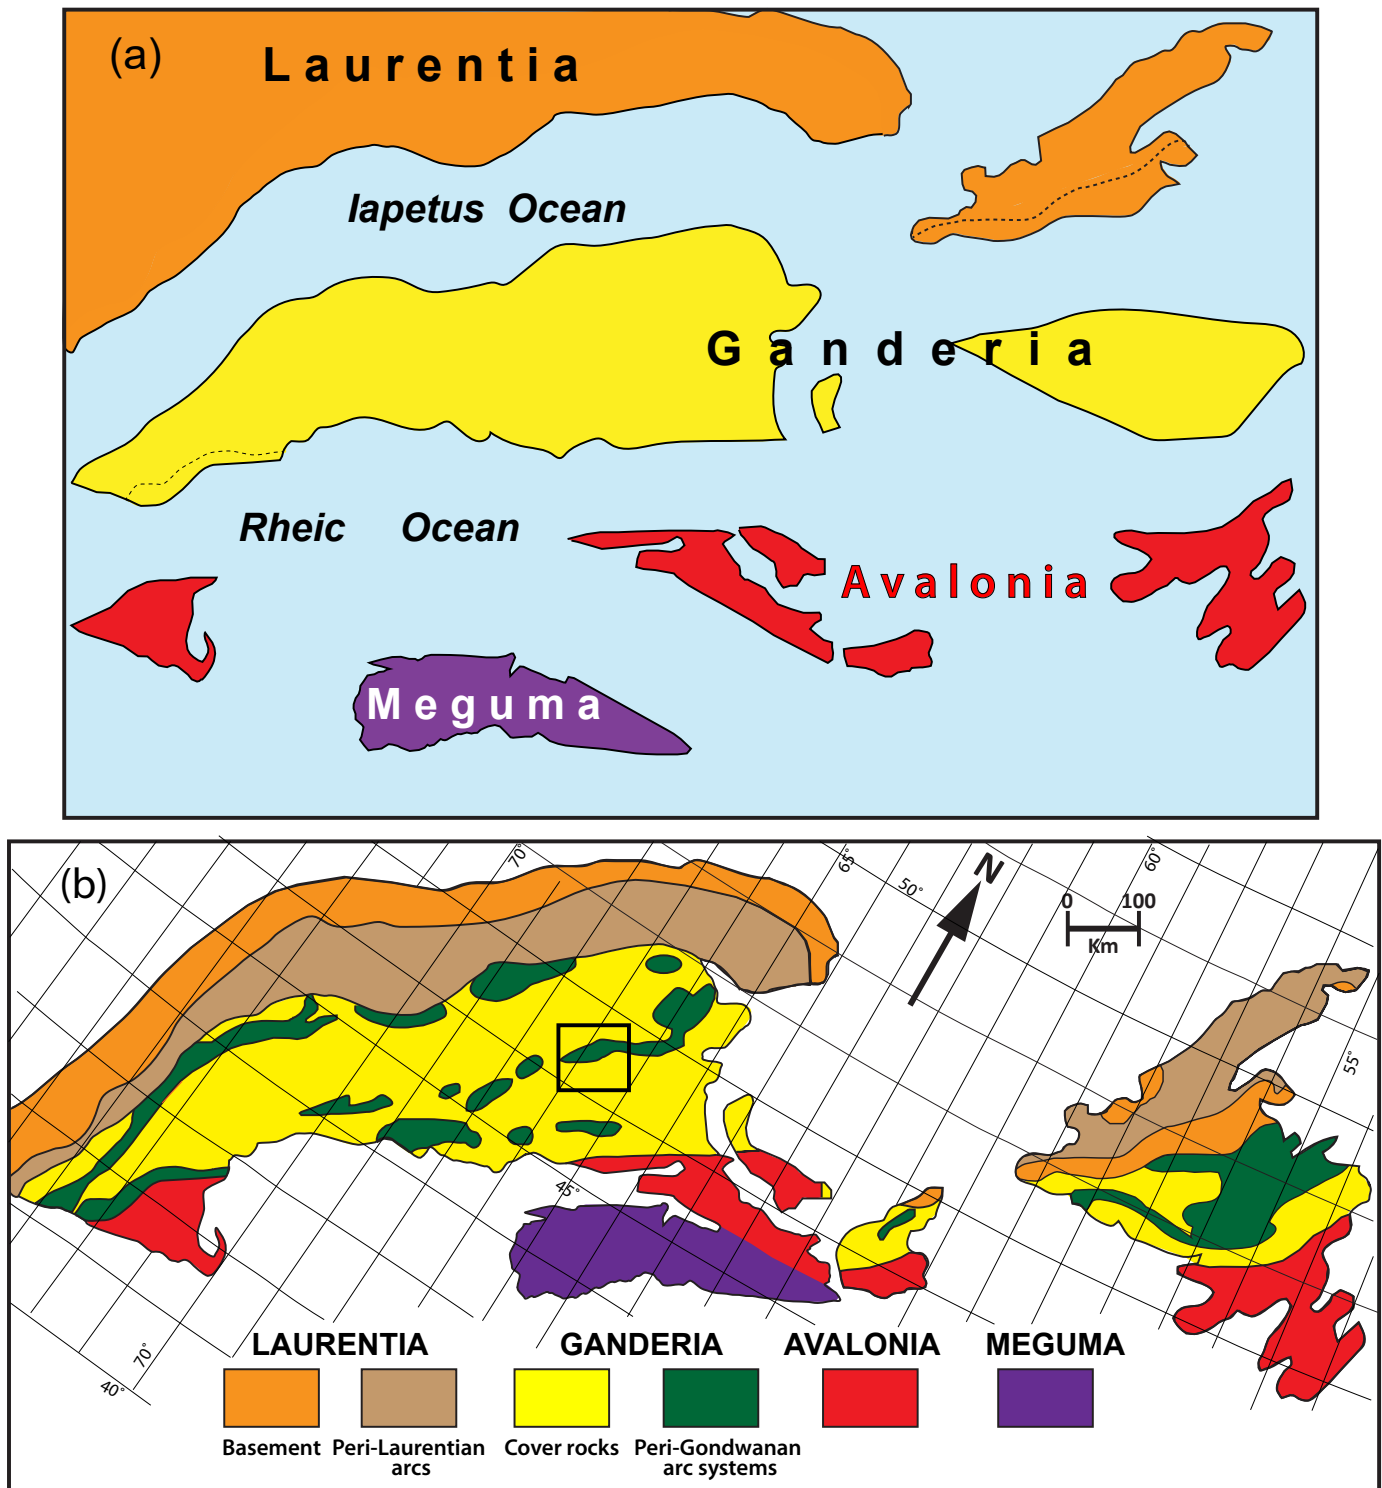 (a)
Laurentia
Iapetus Ocean
Ganderia
Rheic Ocean
Avalonia
Meguma
(b)
70°
65°
50°
N
60°
0 100
Km
55°
45°
70°
40°
LAURENTIA GANDERIA AVALONIA MEGUMA
Basement Peri-Laurentian Cover rocks Peri-Gondwanan
arcs arc systems